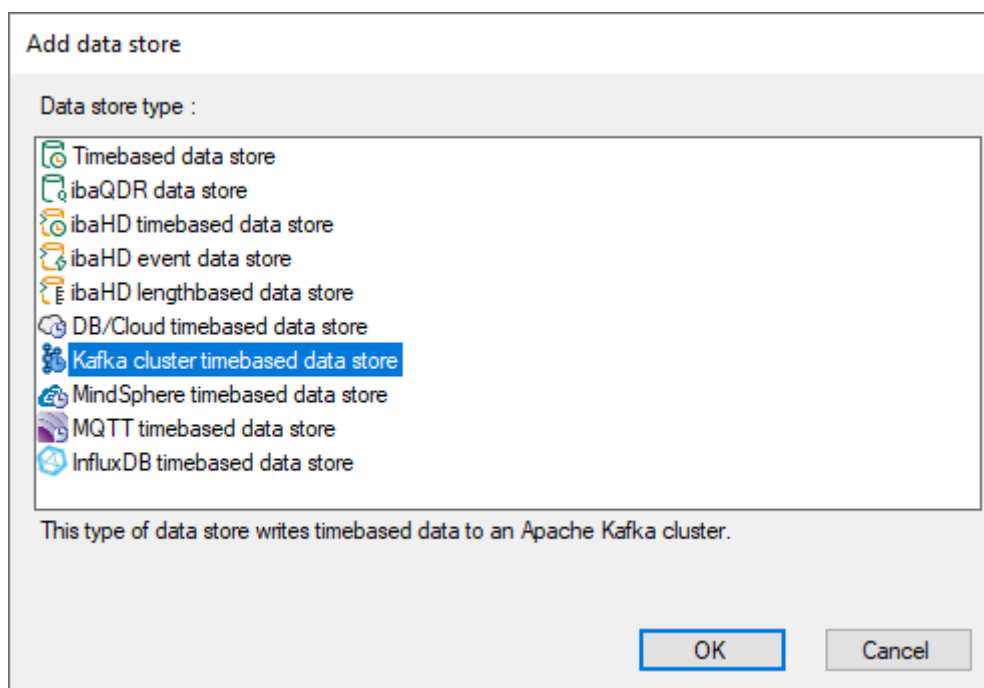 Add data store
Data store type :
Timebased data store
ibaQDR data store
ibaHD timebased data store
ibaHD event data store
ibaHD lengthbased data store
DB/Cloud timebased data store
Kafka cluster timebased data store
MindSphere timebased data store
MQTT timebased data store
InfluxDB timebased data store
This type of data store writes timebased data to an Apache Kafka cluster.
OK Cancel